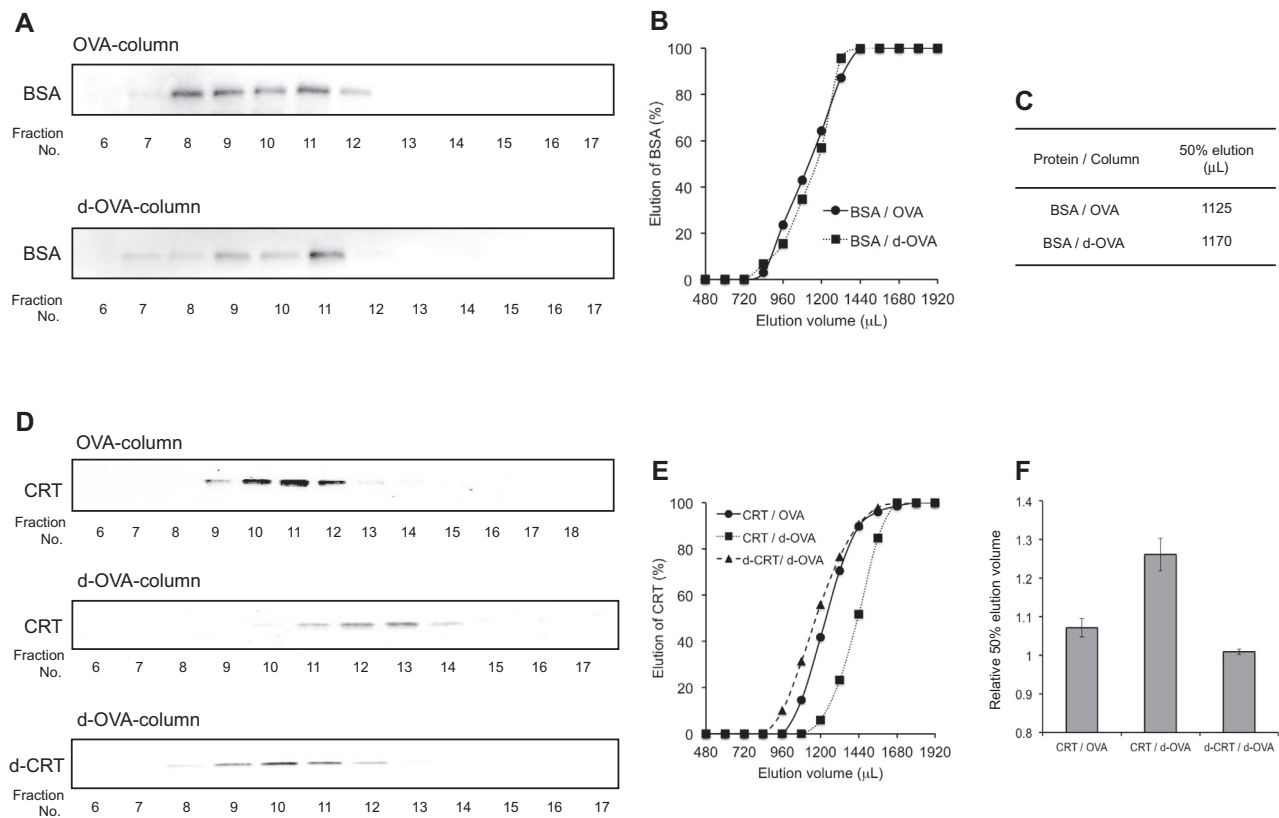 A
OVA-column
BSA
Fraction
No.
6 7 8 9 10 11 12 13 14 15 16 17
d-OVA-column
BSA
Fraction
No.
6 7 8 9 10 11 12 13 14 15 16 17
B
Elution of BSA (%)
100
80
60
40
20
0
BSA / OVA
BSA / d-OVA
480 720 960 1200 1440 1680 1920
Elution volume (μL)
C
Protein / Column 50% elution
(μL)
BSA / OVA 1125
BSA / d-OVA 1170
D
OVA-column
CRT
Fraction
No.
6 7 8 9 10 11 12 13 14 15 16 17 18
d-OVA-column
CRT
Fraction
No.
6 7 8 9 10 11 12 13 14 15 16 17
d-OVA-column
d-CRT
Fraction
No.
6 7 8 9 10 11 12 13 14 15 16 17
E
Elution of CRT (%)
100
80
60
40
20
0
CRT / OVA
CRT / d-OVA
d-CRT/ d-OVA
480 720 960 1200 1440 1680 1920
Elution volume (μL)
F
Relative 50% elution volume
1.4
1.3
1.2
1.1
1
0.9
0.8
CRT / OVA CRT / d-OVA d-CRT / d-OVA